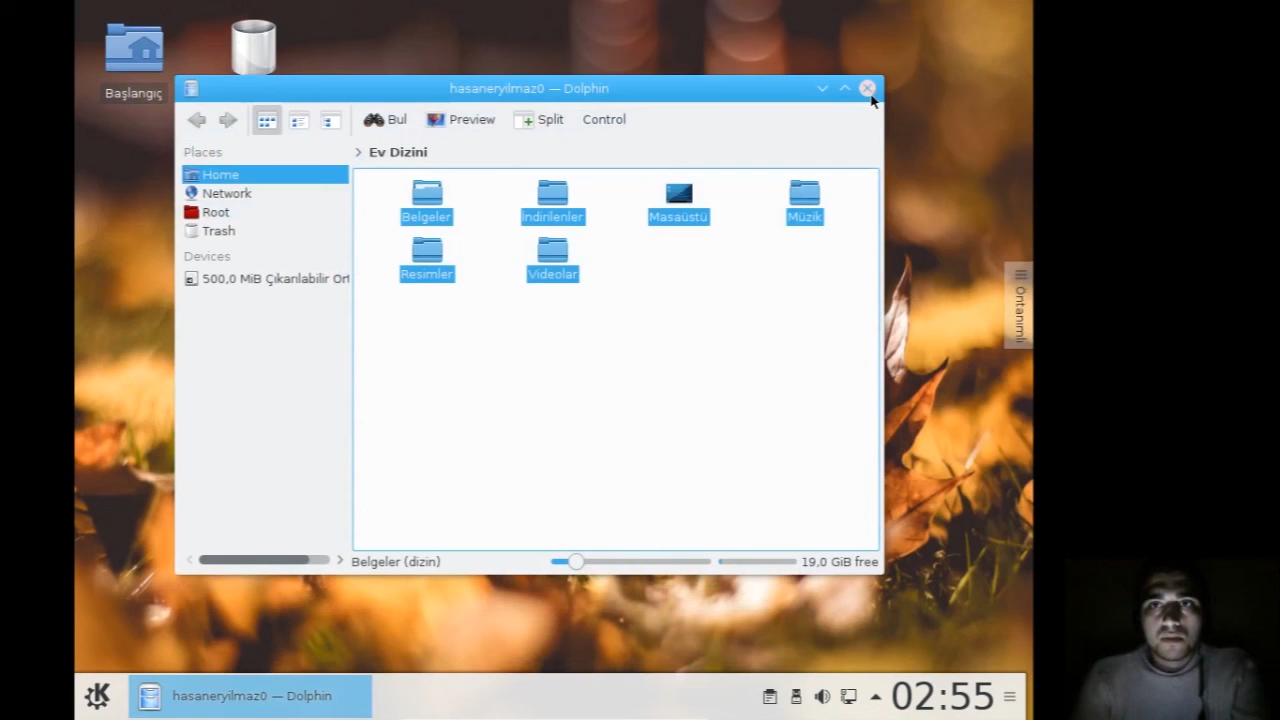 Başlangıç
hasaneryilmaz0 — Dolphin
Bul Preview Split Control
Places
Home
Network
Root
Trash
Devices
500,0 MiB Çıkarılabilir Ort
Ev Dizini
Belgeler İndirilenler Masaüstü Müzik
Resimler Videolar
Belgeler (dizin) 19,0 GiB free
Öntanımlı
hasaneryilmaz0 — Dolphin
02:55